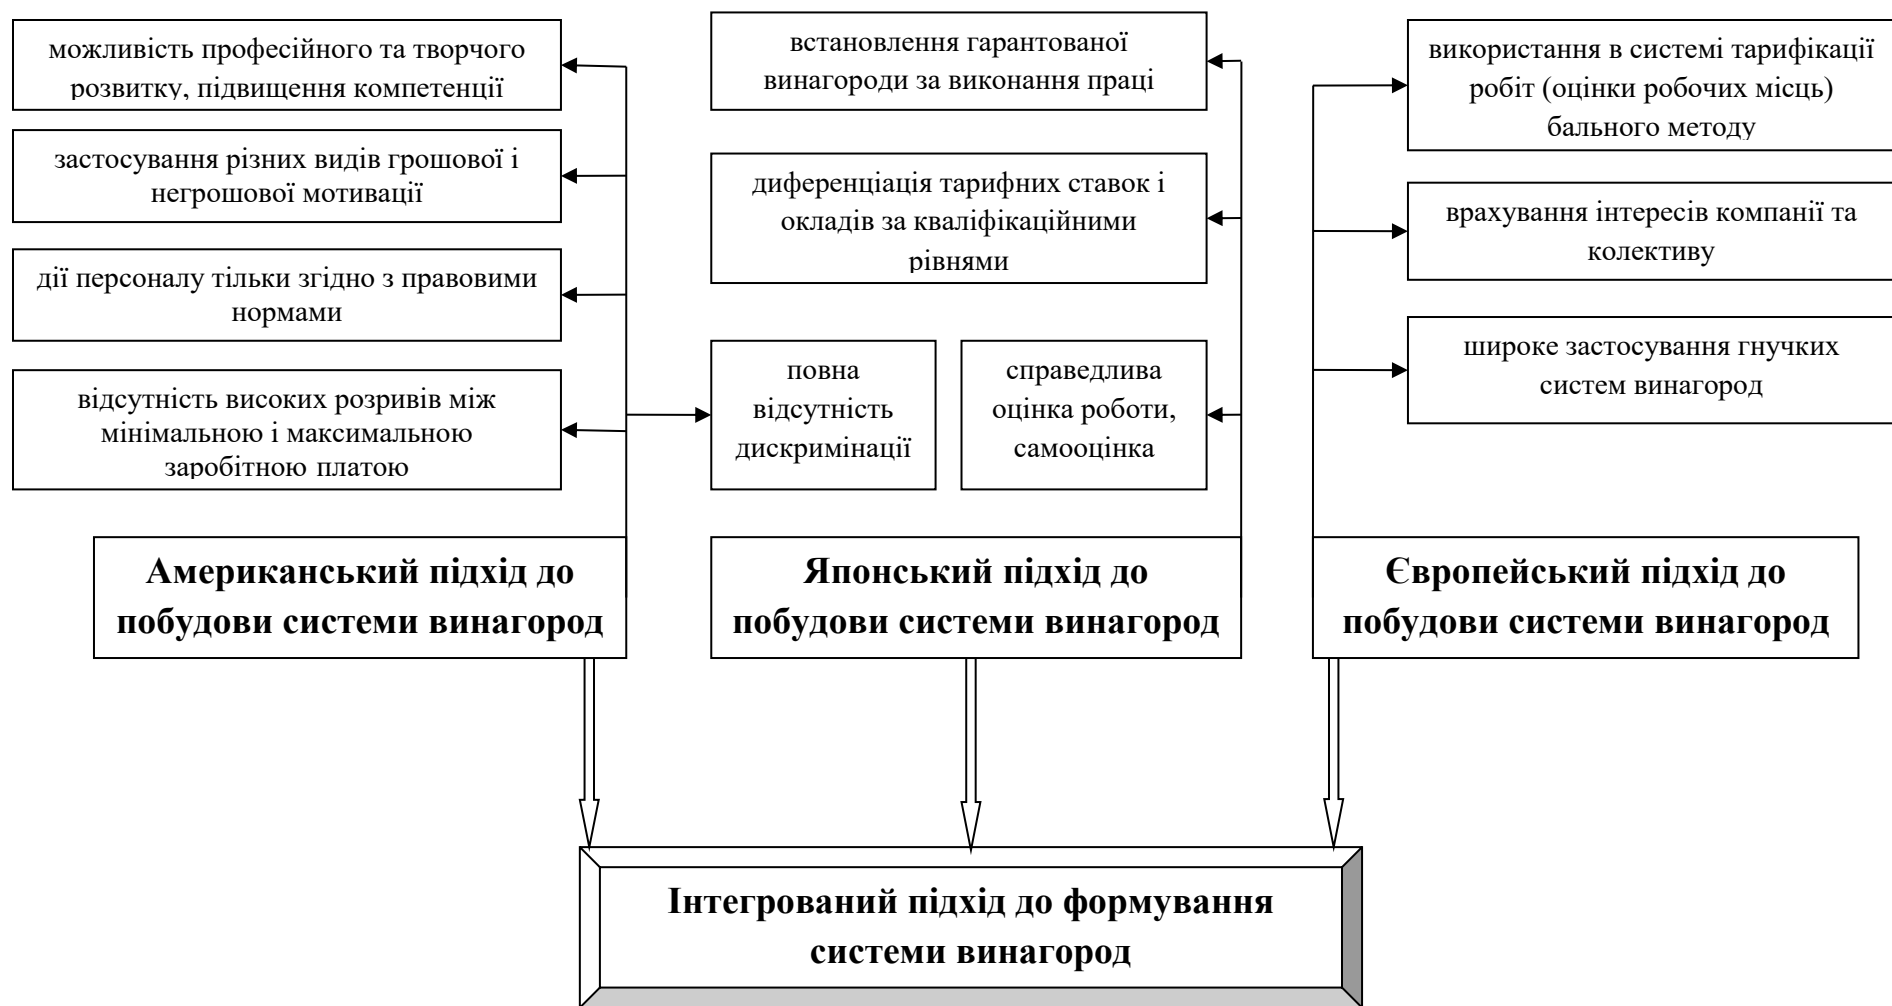 можливість професійного та творчого
розвитку, підвищення компетенції
застосування різних видів грошової і
негрошової мотивації
дії персоналу тільки згідно з правовими
нормами
відсутність високих розривів між
мінімальною і максимальною
заробітною платою
встановлення гарантованої
винагороди за виконання праці
диференціація тарифних ставок і
окладів за кваліфікаційними
рівнями
повна
відсутність
дискримінації
справедлива
оцінка роботи,
самооцінка
використання в системі тарифікації
робіт (оцінки робочих місць)
бального методу
врахування інтересів компанії та
колективу
широке застосування гнучких
систем винагород
Американський підхід до
побудови системи винагород
Японський підхід до
побудови системи винагород
Європейський підхід до
побудови системи винагород
Інтегрований підхід до формування
системи винагород